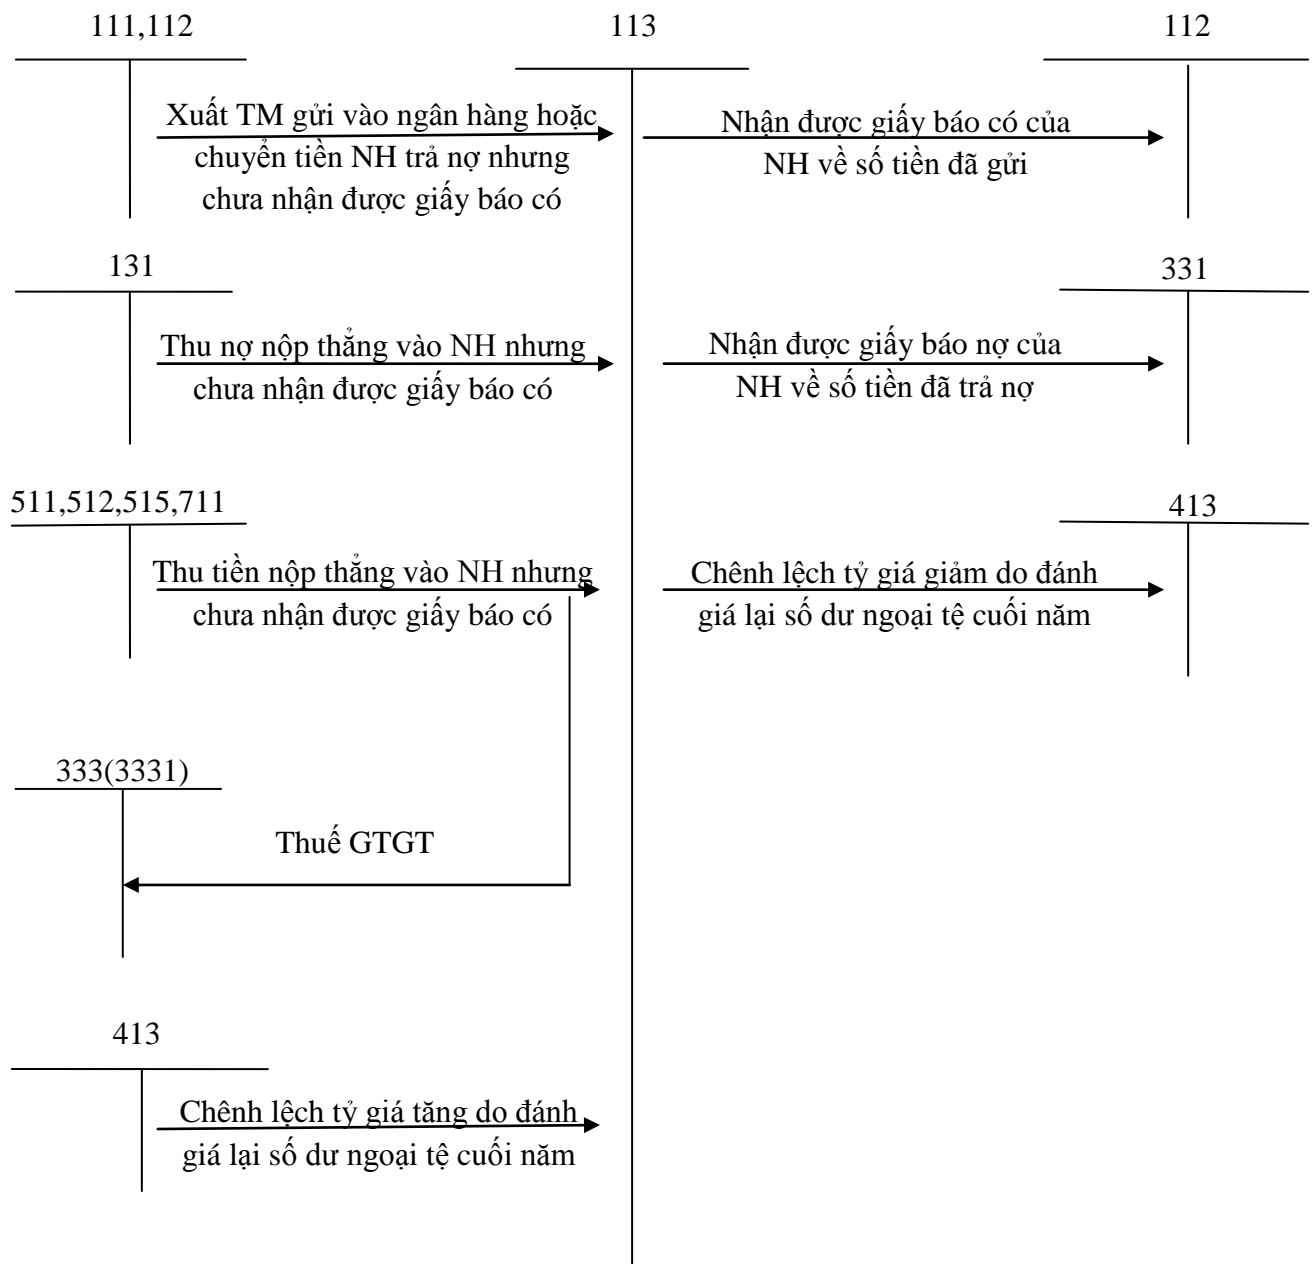 111,112
113
112
Xuất TM gửi vào ngân hàng hoặc
chuyển tiền NH trả nợ nhưng
chưa nhận được giấy báo có
Nhận được giấy báo có của
NH về số tiền đã gửi
131
331
Thu nợ nộp thẳng vào NH nhưng
chưa nhận được giấy báo có
Nhận được giấy báo nợ của
NH về số tiền đã trả nợ
511,512,515,711
413
Thu tiền nộp thẳng vào NH nhưng
chưa nhận được giấy báo có
Chênh lệch tỷ giá giảm do đánh
giá lại số dư ngoại tệ cuối năm
333(3331)
Thuế GTGT
413
Chênh lệch tỷ giá tăng do đánh
giá lại số dư ngoại tệ cuối năm